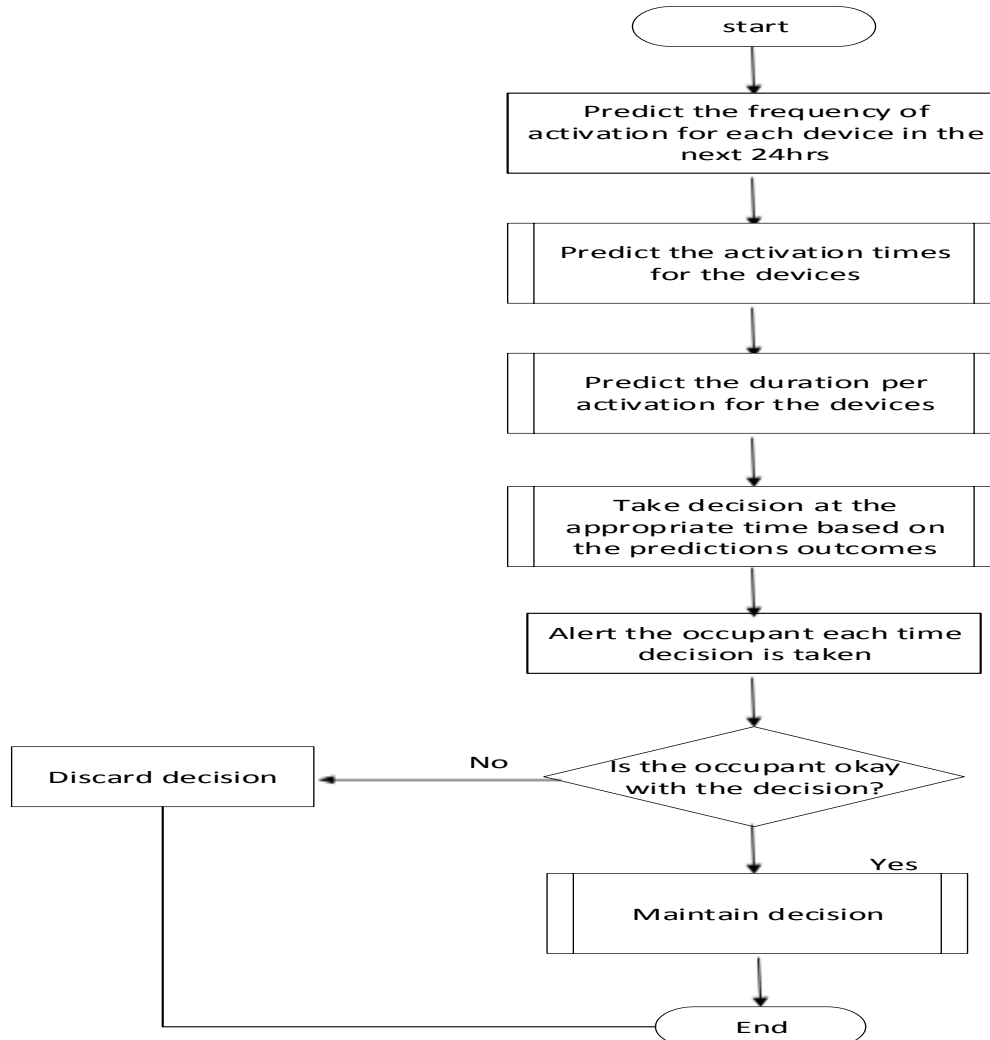 start
Predict the frequency of
activation for each device in the
next 24hrs
Predict the activation times
for the devices
Predict the duration per
activation for the devices
Take decision at the
appropriate time based on
the predictions outcomes
Alert the occupant each time
decision is taken
Is the occupant okay
with the decision?
No
Discard decision
Yes
Maintain decision
End